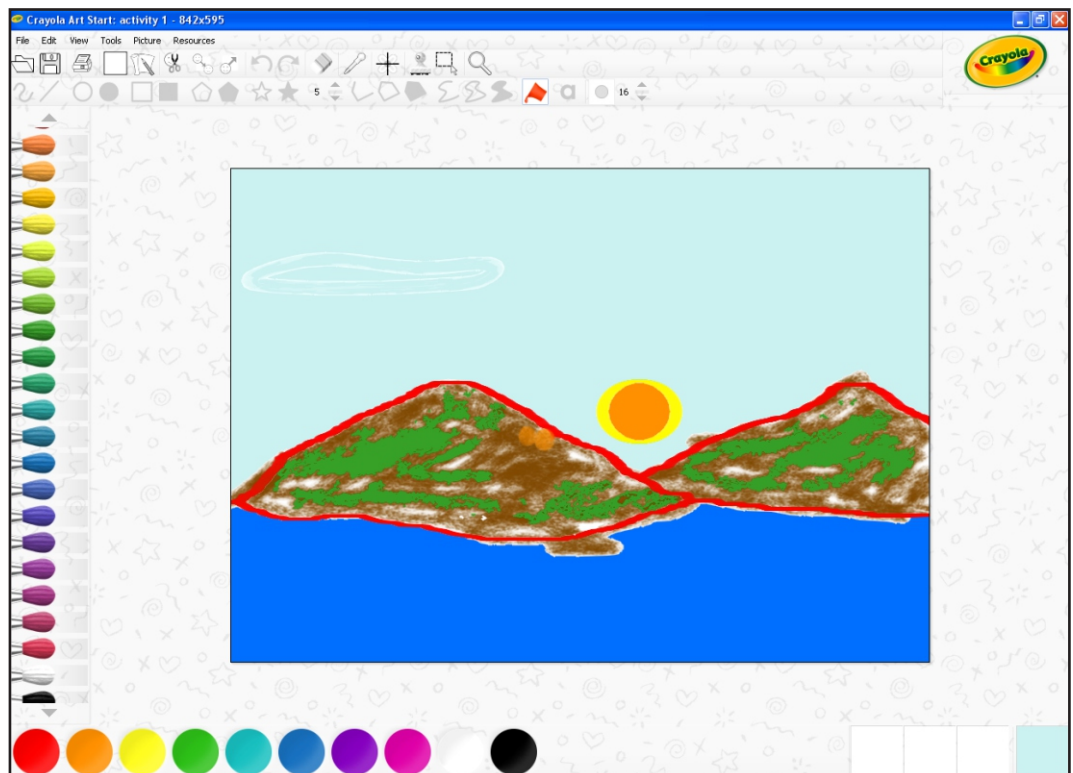 Crayola Art Start: activity 1 - 842x595
File Edit View Tools Picture Resources
Crayola
5 a 16